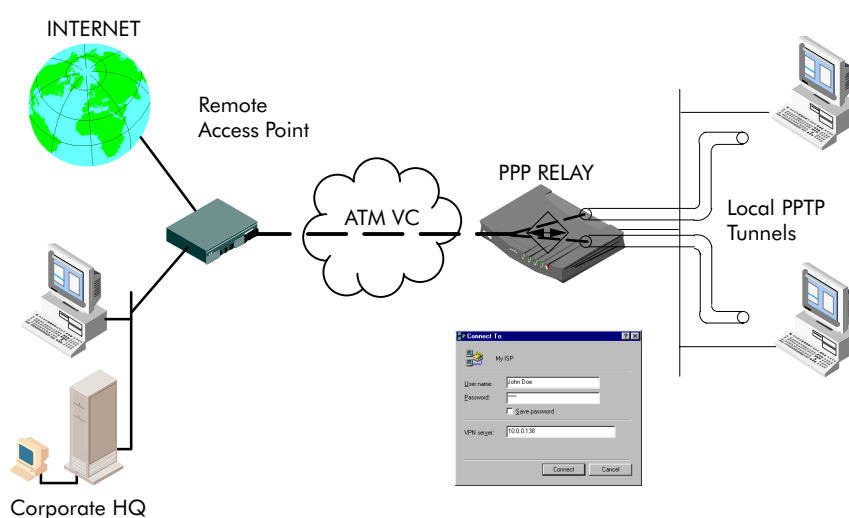 INTERNET
Remote
Access Point
ATM VC
PPP RELAY
Local PPTP
Tunnels
Connect To
My ISP
User name:
John Doe
Password:
****
Save password
VPN server:
10.0.0.138
Connect
Cancel
Corporate HQ